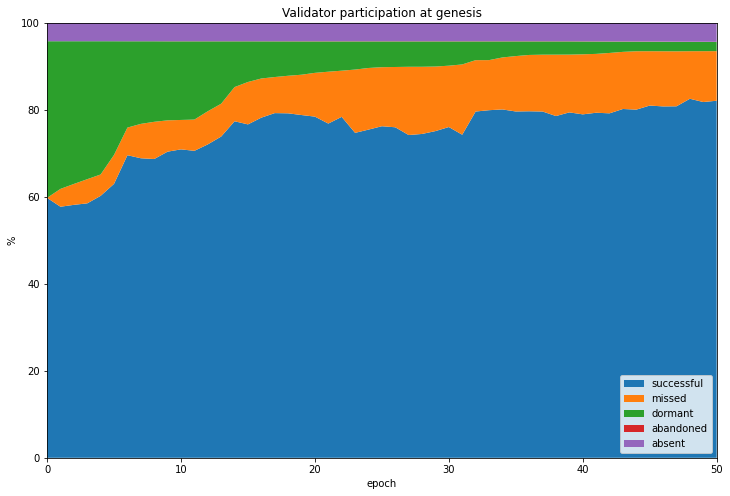 Validator participation at genesis
100
80
60
40
20
0
%
0 10 20 30 40 50
epoch
successful
missed
dormant
abandoned
absent